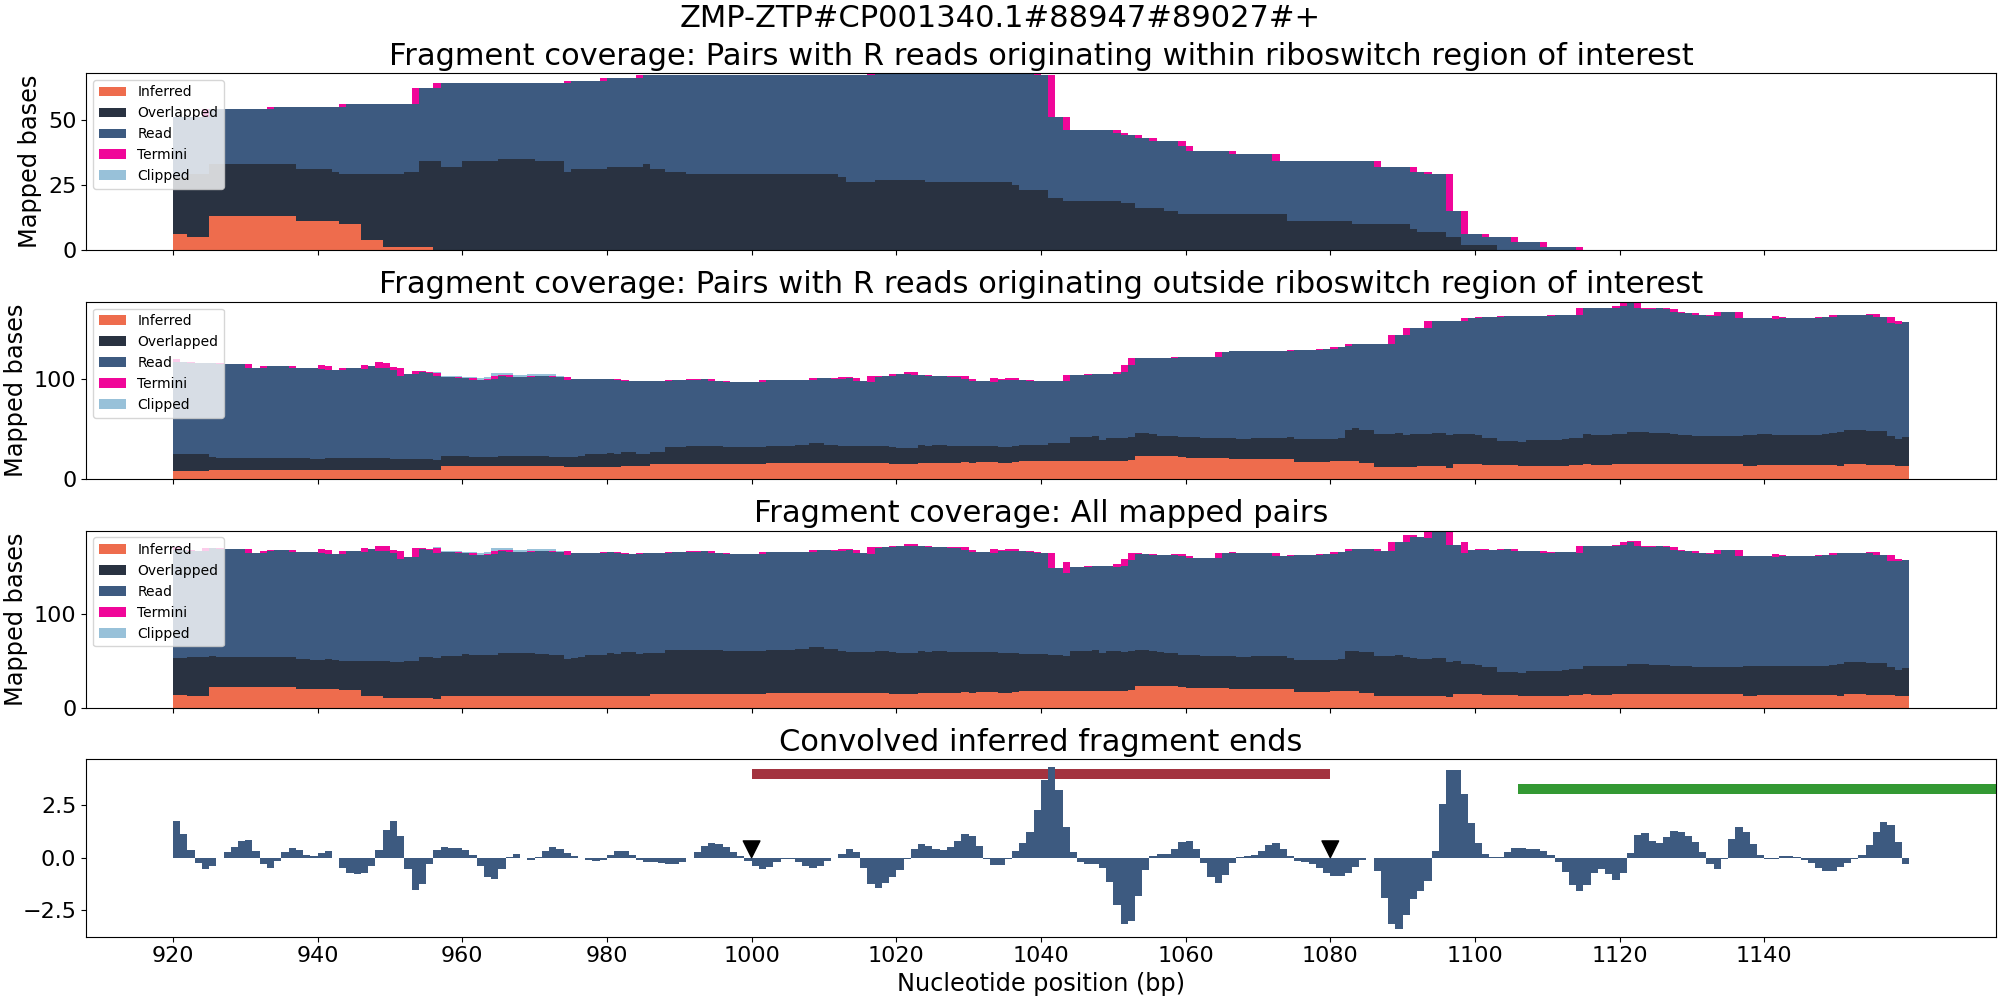 ZMP-ZTP#CP001340.1#88947#89027#+
Fragment coverage: Pairs with R reads originating within riboswitch region of interest
Mapped bases
50
25
0
Inferred
Overlapped
Read
Termini
Clipped
Fragment coverage: Pairs with R reads originating outside riboswitch region of interest
Mapped bases
100
0
Inferred
Overlapped
Read
Termini
Clipped
Fragment coverage: All mapped pairs
Mapped bases
100
0
Inferred
Overlapped
Read
Termini
Clipped
Convolved inferred fragment ends
2.5
0.0
−2.5
920 940 960 980 1000 1020 1040 1060 1080 1100 1120 1140
Nucleotide position (bp)